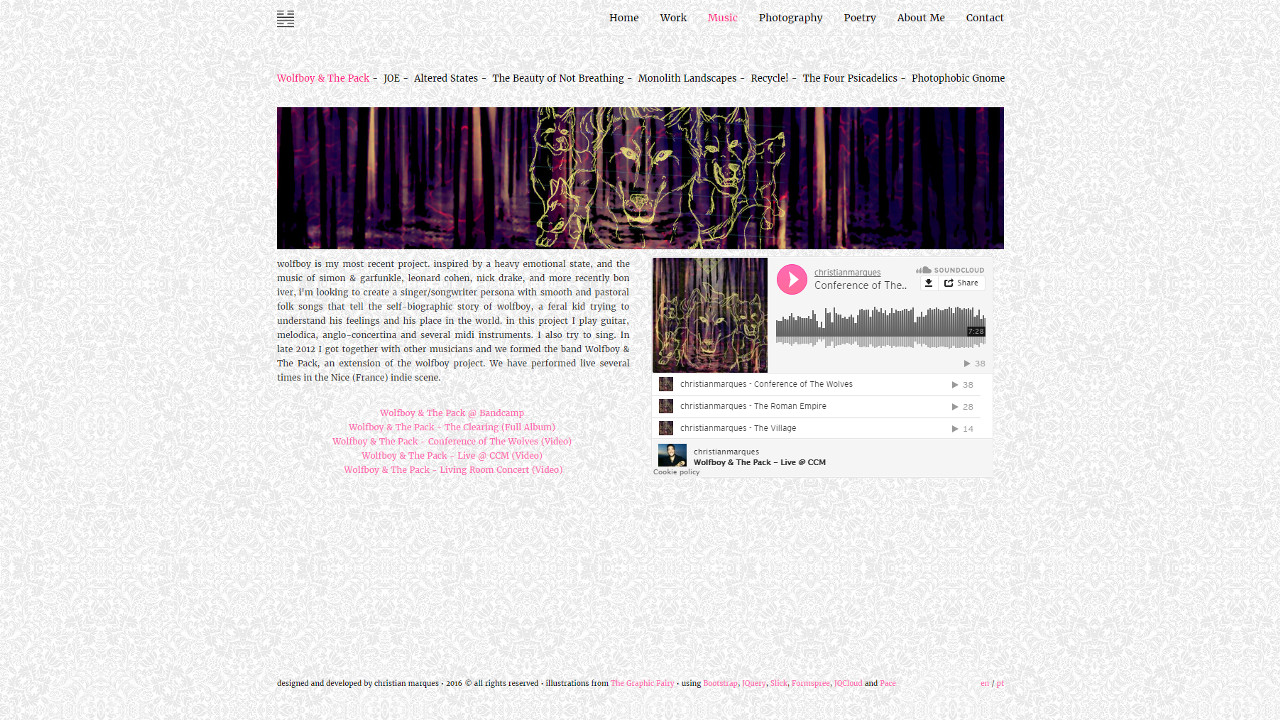 Home Work Music Photography Poetry About Me Contact
Wolfboy & The Pack - JOE - Altered States - The Beauty of Not Breathing - Monolith Landscapes - Recycle! - The Four Psicadelics - Photophobic Gnome
wolfboy is my most recent project. inspired by a heavy emotional state, and the
music of simon & garfunkle, leonard cohen, nick drake, and more recently bon
iver, i'm looking to create a singer/songwriter persona with smooth and pastoral
folk songs that tell the self-biographic story of wolfboy, a feral kid trying to
understand his feelings and his place in the world. in this project I play guitar,
melodica, anglo-concertina and several midi instruments. I also try to sing. In
late 2012 I got together with other musicians and we formed the band Wolfboy &
The Pack, an extension of the wolfboy project. We have performed live several
times in the Nice (France) indie scene.
Wolfboy & The Pack @ Bandcamp
Wolfboy & The Pack - The Clearing (Full Album)
Wolfboy & The Pack - Conference of The Wolves (Video)
Wolfboy & The Pack - Live @ CCM (Video)
Wolfboy & The Pack - Living Room Concert (Video)
christianmarques
SOUNDCLOUD
Conference of The..
Share
7:28
38
christianmarques - Conference of The Wolves 38
christianmarques - The Roman Empire 28
christianmarques - The Village 14
christianmarques
Wolfboy & The Pack - Live @ CCM
Cookie policy
designed and developed by christian marques • 2016 © all rights reserved • illustrations from The Graphic Fairy • using Bootstrap, JQuery, Slick, Formspree, JQCloud and Pace
en / pt